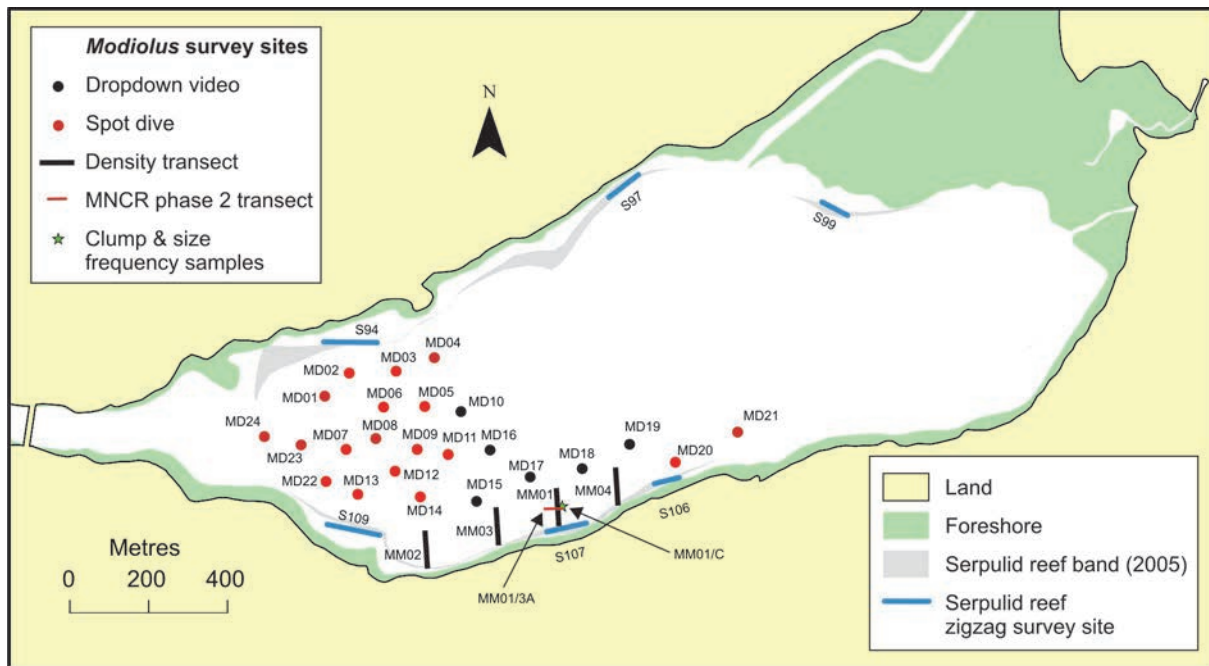 Modiolus survey sites
Dropdown video
Spot dive
Density transect
MNCR phase 2 transect
Clump & size
frequency samples
N
S97
S99
S94
MD04
MD03
MD02
MD01
MD06
MD05
MD10
MD24
MD23
MD07
MD08
MD09
MD11
MD16
MD19
MD21
MD22
MD13
MD12
MD14
MD15
MD17
MD18
MD20
MM01
MM04
MM03
MM02
S109
S106
S107
MM01/C
MM01/3A
Metres
0 200 400
Land
Foreshore
Serpulid reef band (2005)
Serpulid reef
zigzag survey site